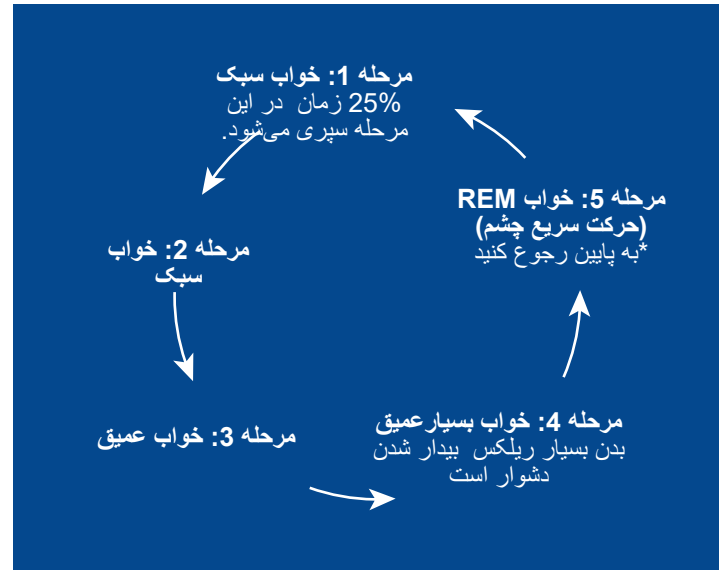 مرحله 1: خواب سبک
25% زمان در این
مرحله سپری می‌شود.
مرحله 2: خواب
سبک
مرحله 3: خواب عمیق
مرحله 4: خواب بسیارعمیق
بدن بسیار ریلکس بیدار شدن
دشوار است
مرحله 5: خواب REM
(حرکت سریع چشم)
*به پایین رجوع کنید